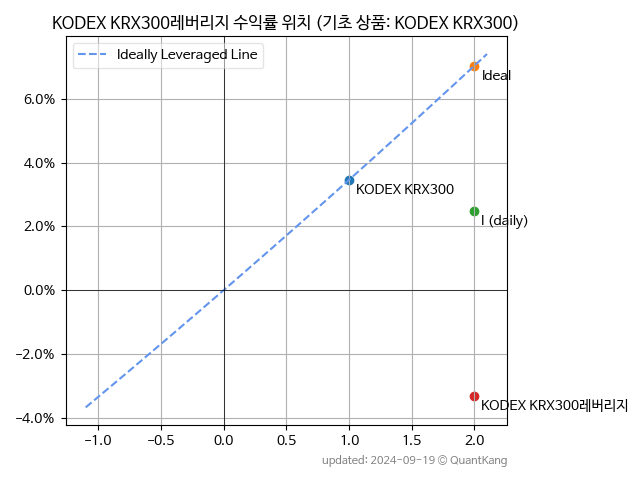 KODEX KRX300레버리지 수익률 위치 (기초 상품: KODEX KRX300)
Ideally Leveraged Line
Ideal
6.0%
4.0%
KODEX KRX300
I (daily)
2.0%
0.0%
−2.0%
KODEX KRX300레버리지
−4.0%
−1.0 −0.5 0.0 0.5 1.0 1.5 2.0
updated: 2024-09-19 © QuantKang